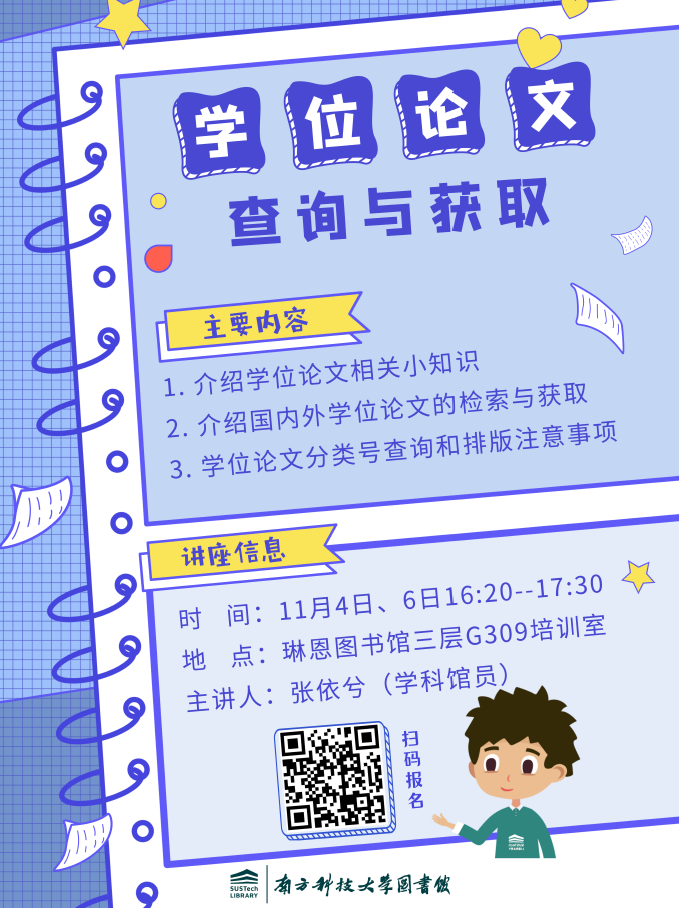 学位论文
查询与获取
主要内容
1. 介绍学位论文相关小知识
2. 介绍国内外学位论文的检索与获取
3. 学位论文分类号查询和排版注意事项
讲座信息
时 间：11月4日、6日16:20--17:30
地 点：琳恩图书馆三层G309培训室
主讲人：张依兮（学科馆员）
扫码报名
SUSTech
LIBRARY
南方科技大学图书馆